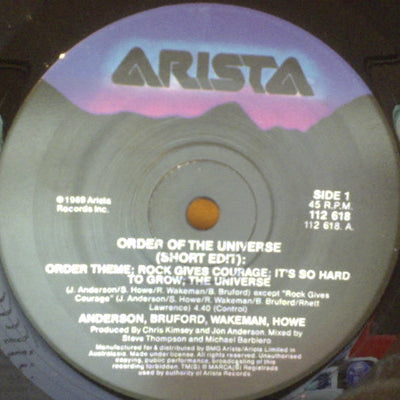 ARISTA
℗ 1989 Arista
Records Inc.
SIDE 1
45 R.P.M.
112 618
112 618. A.
ORDER OF THE UNIVERSE
(SHORT EDIT):
ORDER THEME; ROCK GIVES COURAGE; IT'S SO HARD
TO GROW; THE UNIVERSE
(J. Anderson/S. Howe/R. Wakeman/B. Bruford) except "Rock Gives
Courage" (J. Anderson/S. Howe/R. Wakeman/B. Bruford/Rhett
Lawrence) 4.40 (Control)
ANDERSON, BRUFORD, WAKEMAN, HOWE
Produced By Chris Kimsey and Jon Anderson. Mixed by
Steve Thompson and Michael Barbiero
Manufactured for & distributed by BMG Arista/Ariola Limited in
Australasia. Made under license. All rights reserved. Unauthorised
copying, public performance, broadcasting of this
recording forbidden. TM(S) ® MARCA(S) Registrada
used by authority of Arista Records